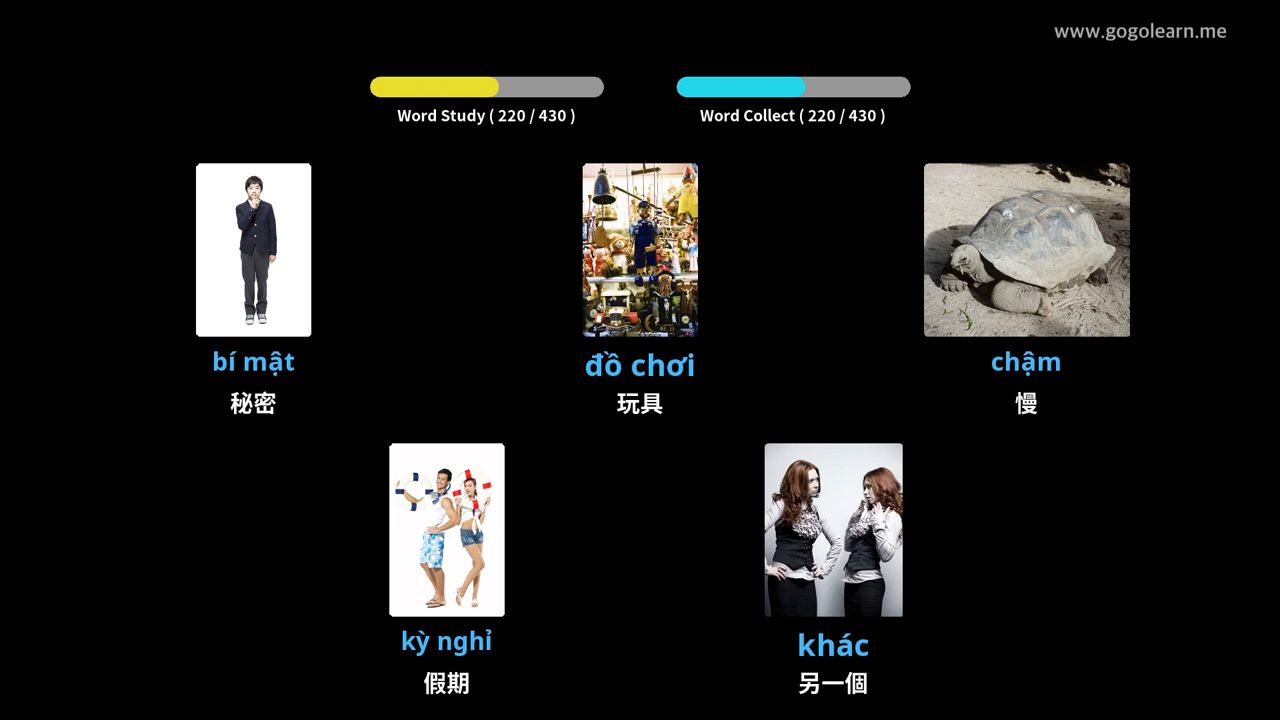 www.gogolearn.me
Word Study ( 220 / 430 )
Word Collect ( 220 / 430 )
bí mật
秘密
đồ chơi
玩具
chậm
慢
kỳ nghỉ
假期
khác
另一個